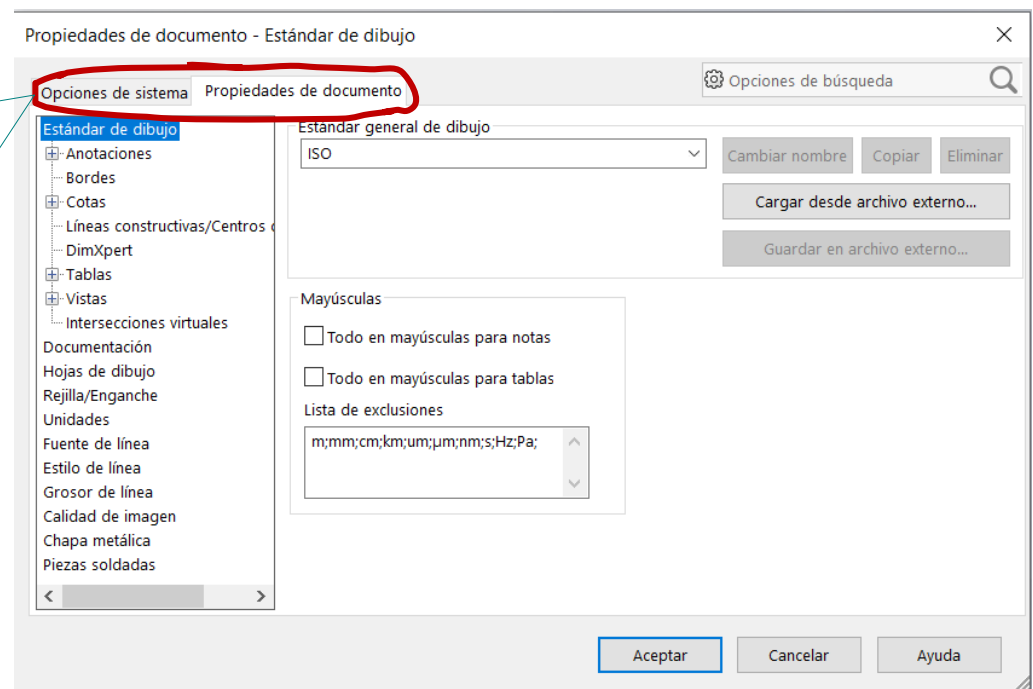 Propiedades de documento - Estándar de dibujo
Opciones de sistema
Propiedades de documento
Opciones de búsqueda
Estándar de dibujo
Anotaciones
Bordes
Cotas
Líneas constructivas/Centros
DimXpert
Tablas
Vistas
Intersecciones virtuales
Documentación
Hojas de dibujo
Rejilla/Enganche
Unidades
Fuente de línea
Estilo de línea
Grosor de línea
Calidad de imagen
Chapa metálica
Piezas soldadas
Estándar general de dibujo
ISO
Cambiar nombre
Copiar
Eliminar
Cargar desde archivo externo...
Guardar en archivo externo...
Mayúsculas
Todo en mayúsculas para notas
Todo en mayúsculas para tablas
Lista de exclusiones
m;mm;cm;km;um;µm;nm;s;Hz;Pa;
Aceptar
Cancelar
Ayuda